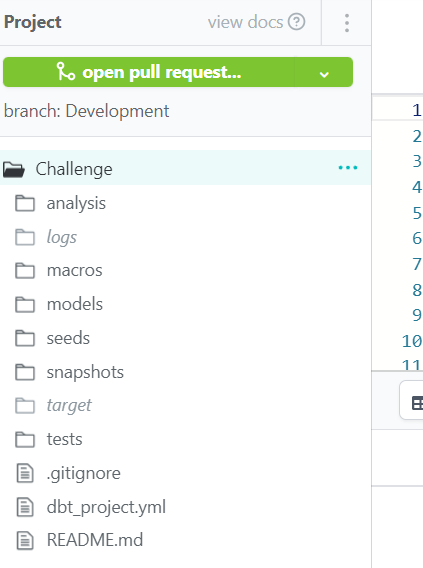 Project view docs
open pull request...
branch: Development
Challenge
analysis
logs
macros
models
seeds
snapshots
target
tests
.gitignore
dbt_project.yml
README.md
1
2
3
4
5
6
7
8
9
10
11